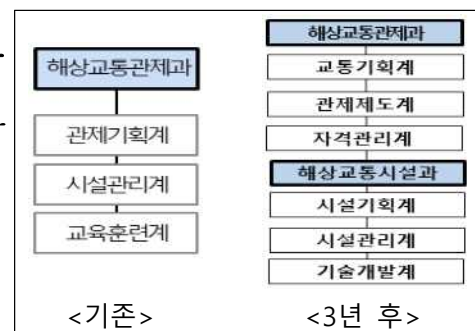 해상교통관제과
관제기획계
시설관리계
교육훈련계
<기존>
해상교통관제과
교통기획계
관제제도계
자격관리계
해상교통시설과
시설기획계
시설관리계
기술개발계
<3년 후>